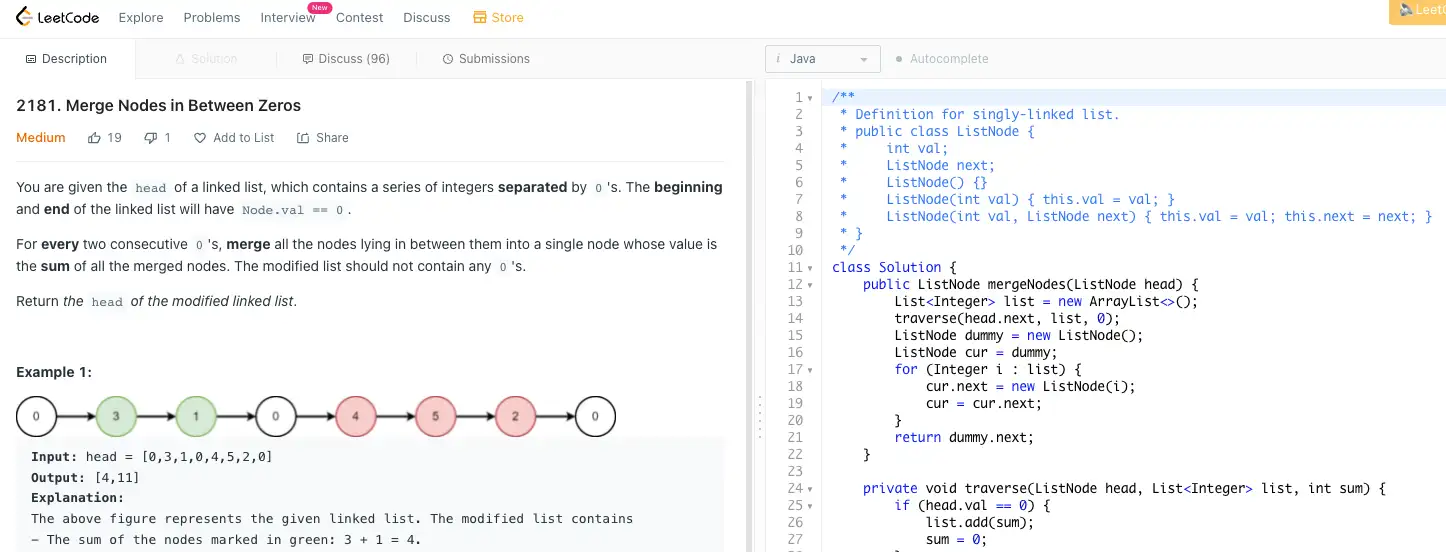 LeetCode Explore Problems Interview New Contest Discuss Store LeetC
Description Solution Discuss (96) Submissions
i Java Autocomplete
2181. Merge Nodes in Between Zeros
Medium 19 1 Add to List Share
You are given the head of a linked list, which contains a series of integers separated by 0 's. The beginning
and end of the linked list will have Node.val == 0 .
For every two consecutive 0 's, merge all the nodes lying in between them into a single node whose value is
the sum of all the merged nodes. The modified list should not contain any 0 's.
Return the head of the modified linked list.
Example 1:
0 3 1 0 4 5 2 0
Input: head = [0,3,1,0,4,5,2,0]
Output: [4,11]
Explanation:
The above figure represents the given linked list. The modified list contains
- The sum of the nodes marked in green: 3 + 1 = 4.
1 /**
2 * Definition for singly-linked list.
3 * public class ListNode {
4 * int val;
5 * ListNode next;
6 * ListNode() {}
7 * ListNode(int val) { this.val = val; }
8 * ListNode(int val, ListNode next) { this.val = val; this.next = next; }
9 * }
10 */
11 class Solution {
12 public ListNode mergeNodes(ListNode head) {
13 List<Integer> list = new ArrayList<>();
14 traverse(head.next, list, 0);
15 ListNode dummy = new ListNode();
16 ListNode cur = dummy;
17 for (Integer i : list) {
18 cur.next = new ListNode(i);
19 cur = cur.next;
20 }
21 return dummy.next;
22 }
23
24 private void traverse(ListNode head, List<Integer> list, int sum) {
25 if (head.val == 0) {
26 list.add(sum);
27 sum = 0;